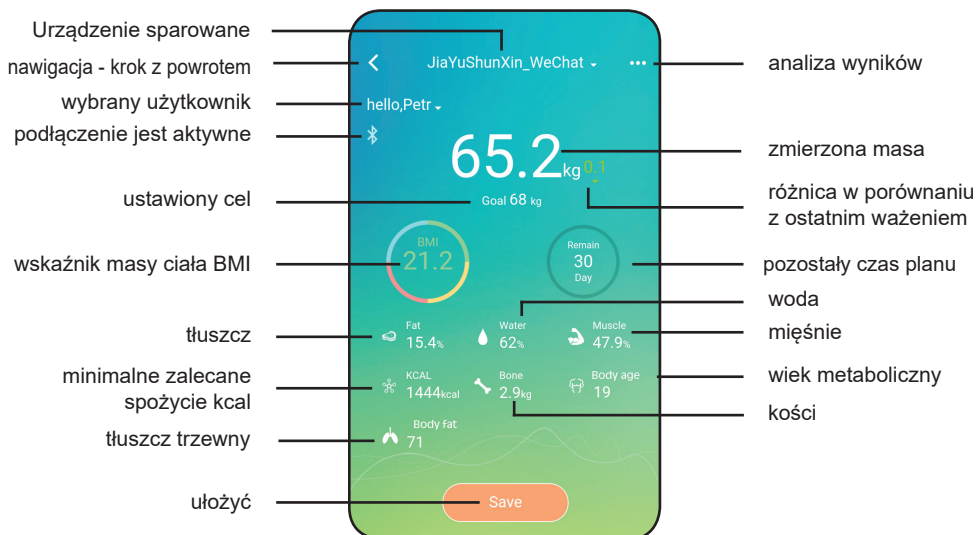 Urządzenie sparowane
nawigacja - krok z powrotem
wybrany użytkownik
podłączenie jest aktywne
ustawiony cel
wskaźnik masy ciała BMI
tłuszcz
minimalne zalecane
spożycie kcal
tłuszcz trzewny
ułożyć
JiaYuShunXin_WeChat
hello,Petr
65.2kg 0.1
Goal 68 kg
BMI
21.2
Remain
30
Day
Fat
15.4%
Water
62%
Muscle
47.9%
KCAL
1444kcal
Bone
2.9kg
Body age
19
Body fat
71
Save
analiza wyników
zmierzona masa
różnica w porównaniu
z ostatnim ważeniem
pozostały czas planu
woda
mięśnie
wiek metaboliczny
kości